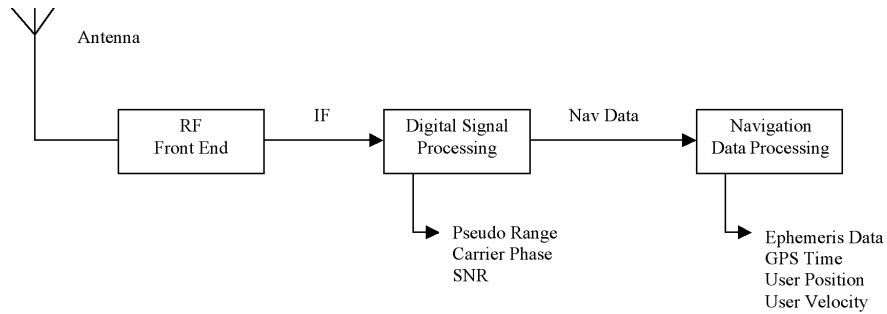 Antenna
RF
Front End
IF
Digital Signal
Processing
Nav Data
Navigation
Data Processing
Pseudo Range
Carrier Phase
SNR
Ephemeris Data
GPS Time
User Position
User Velocity